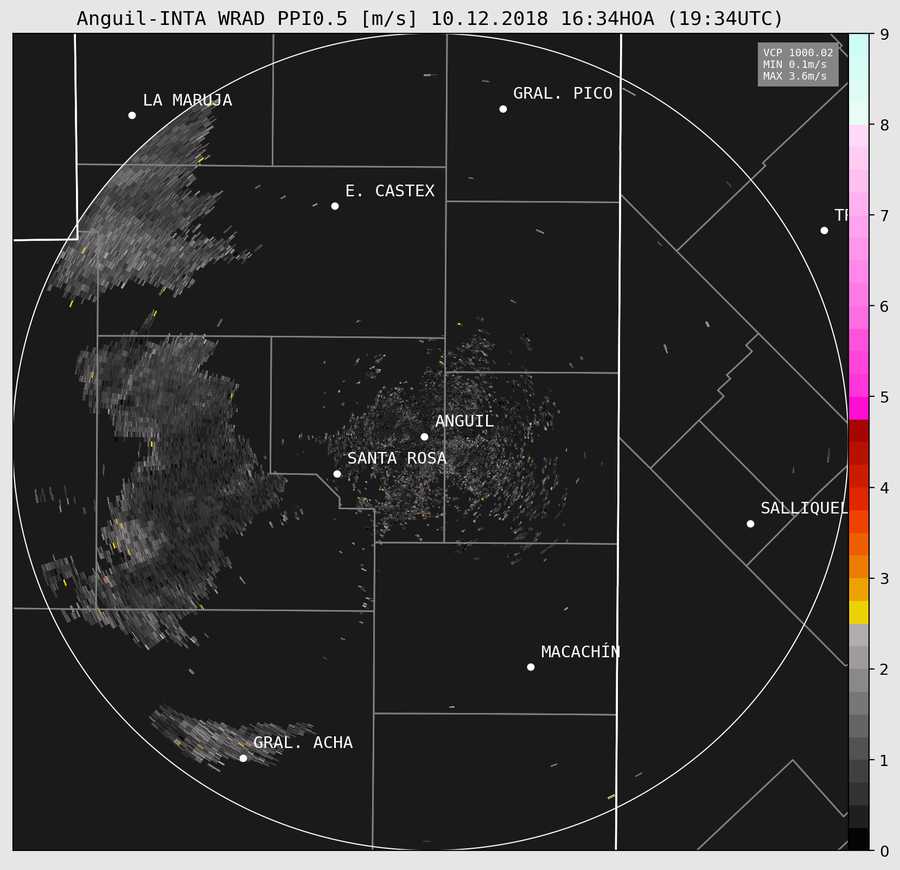 Anguil-INTA WRAD PPI0.5 [m/s] 10.12.2018 16:34HOA (19:34UTC)
VCP 1000.02
MIN 0.1m/s
MAX 3.6m/s
LA MARUJA
GRAL. PICO
E. CASTEX
TR
ANGUIL
SANTA ROSA
SALLIQUEL
MACACHÍN
GRAL. ACHA
9
8
7
6
5
4
3
2
1
0